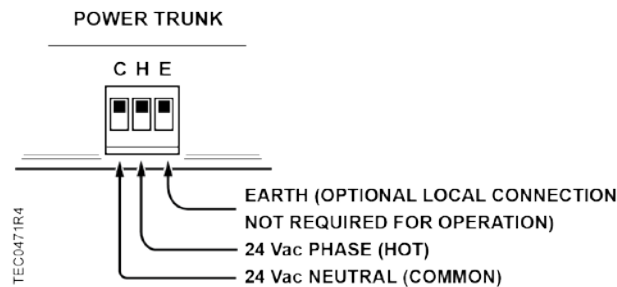 POWER TRUNK
C H E
EARTH (OPTIONAL LOCAL CONNECTION
NOT REQUIRED FOR OPERATION)
24 Vac PHASE (HOT)
24 Vac NEUTRAL (COMMON)
TEC0471R4